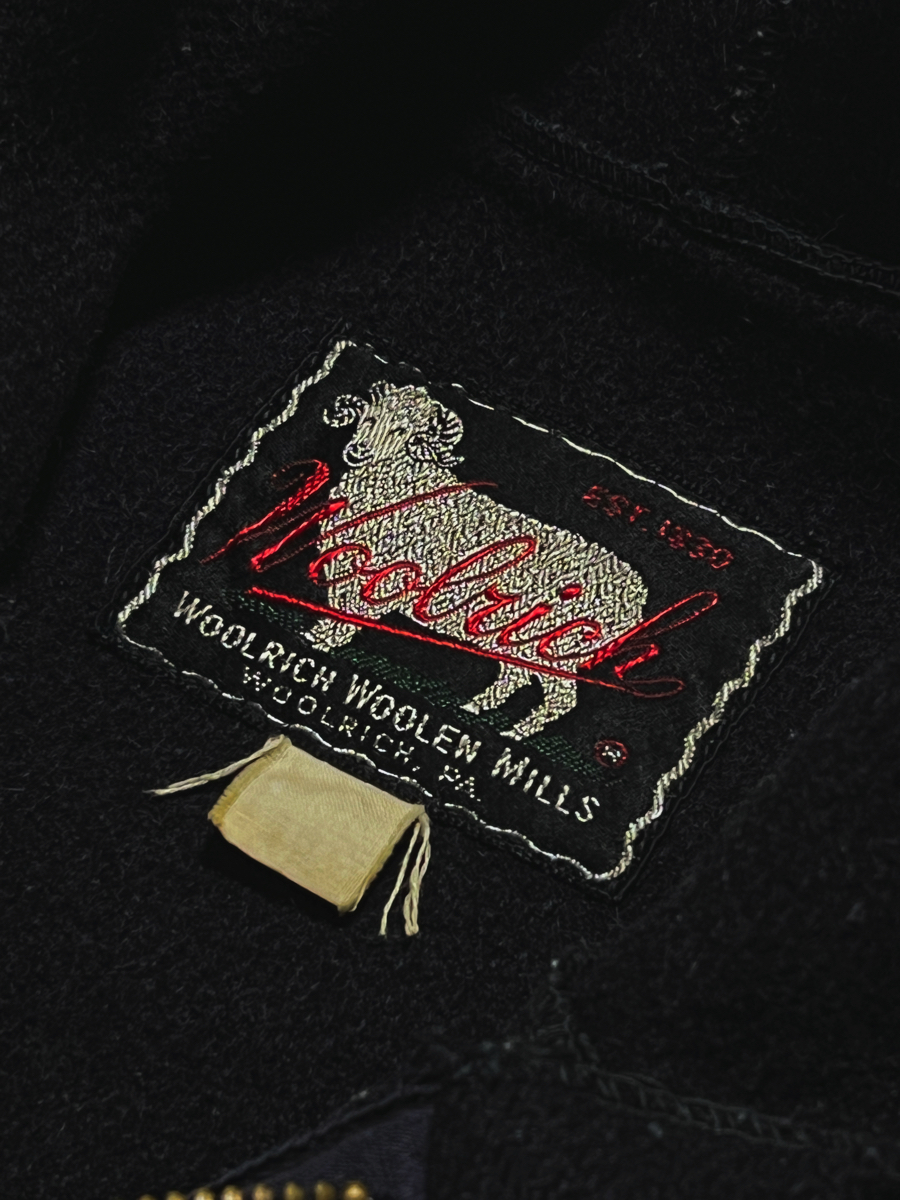 EST. 1830
Woolrich
®
WOOLRICH WOOLEN MILLS
WOOLRICH, PA.